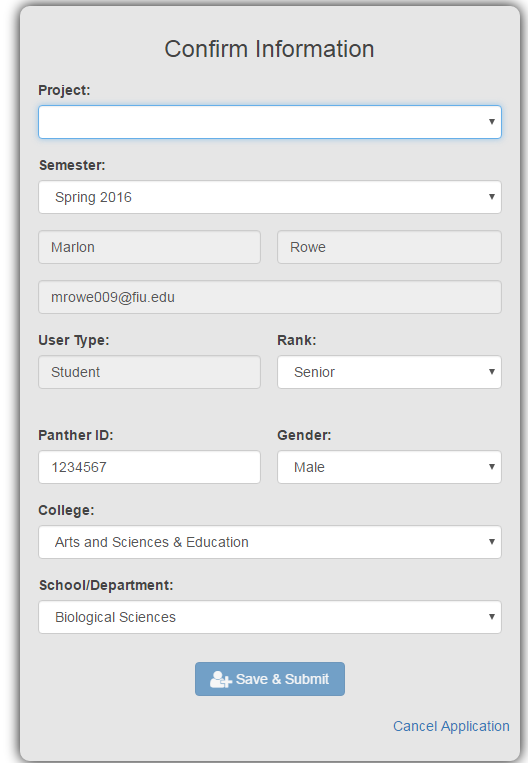 Confirm Information
Project:
Semester:
Spring 2016
Marlon Rowe
mrowe009@fiu.edu
User Type: Rank:
Student Senior
Panther ID: Gender:
1234567 Male
College:
Arts and Sciences & Education
School/Department:
Biological Sciences
Save & Submit
Cancel Application